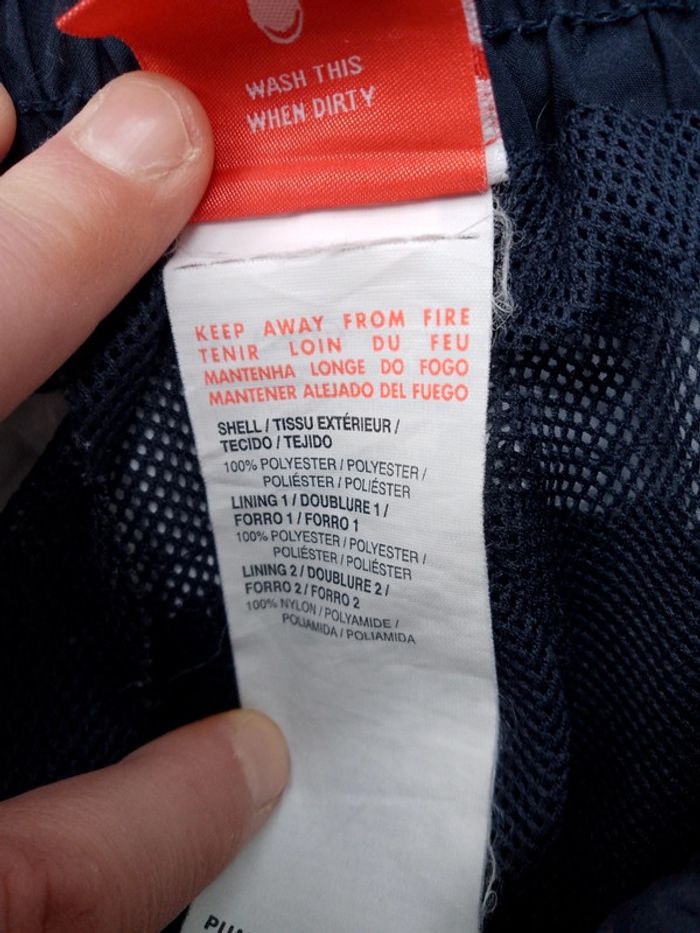 WASH THIS
WHEN DIRTY
KEEP AWAY FROM FIRE
TENIR LOIN DU FEU
MANTENHA LONGE DO FOGO
MANTENER ALEJADO DEL FUEGO
SHELL / TISSU EXTÉRIEUR /
TECIDO / TEJIDO
100% POLYESTER / POLYESTER /
POLIÉSTER / POLIÉSTER
LINING 1 / DOUBLURE 1 /
FORRO 1 / FORRO 1
100% POLYESTER / POLYESTER /
POLIÉSTER / POLIÉSTER
LINING 2 / DOUBLURE 2 /
FORRO 2 / FORRO 2
100% NYLON / POLYAMIDE /
POLIAMIDA / POLIAMIDA